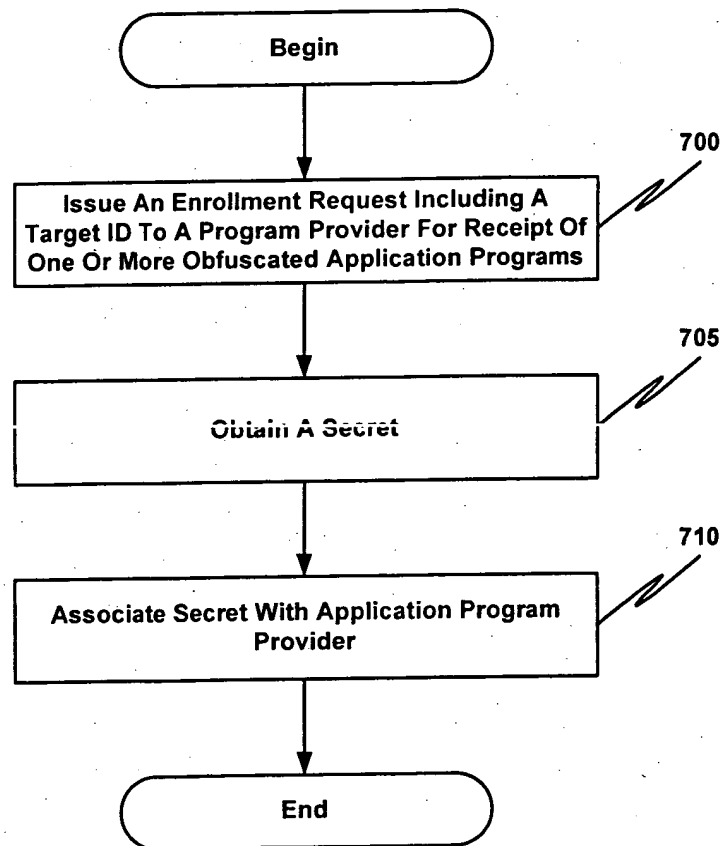 Begin
700
Issue An Enrollment Request Including A
Target ID To A Program Provider For Receipt Of
One Or More Obfuscated Application Programs
705
Obtain A Secret
710
Associate Secret With Application Program
Provider
End